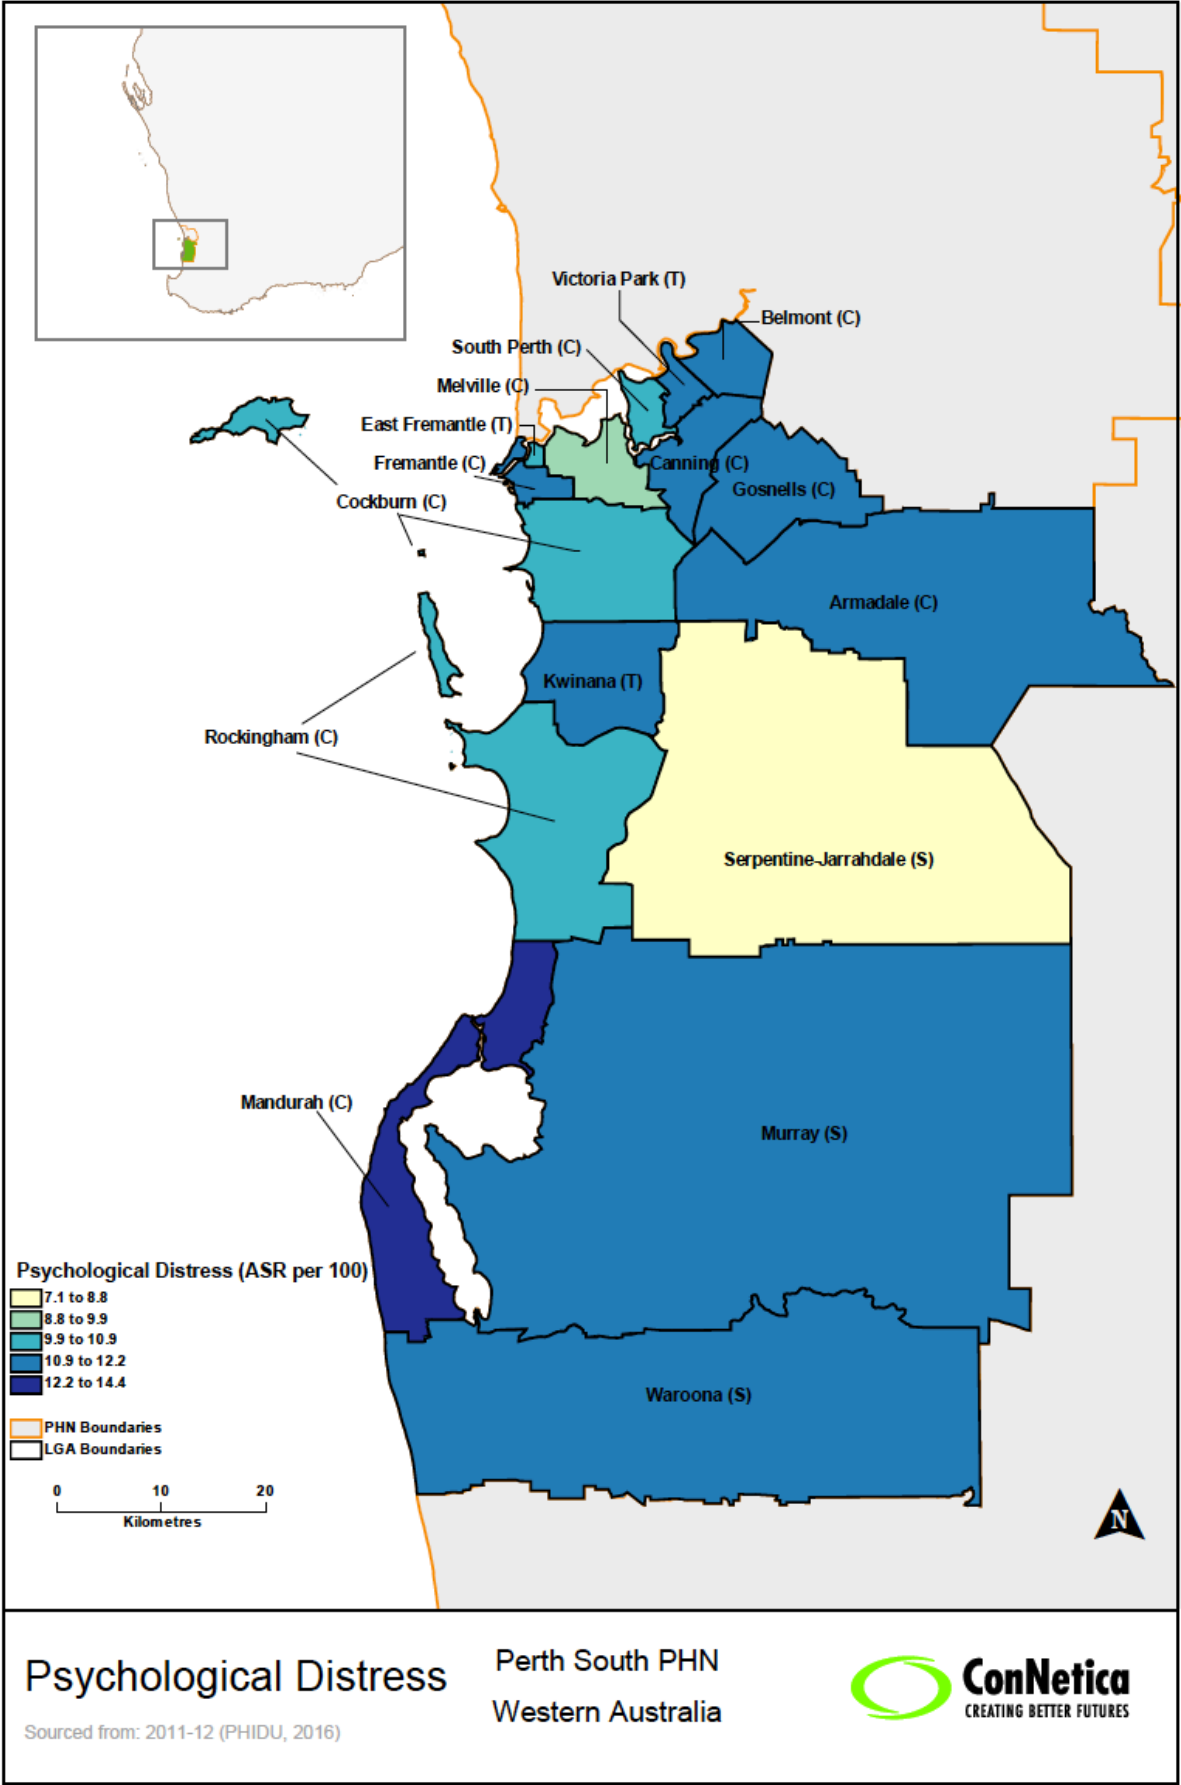 Victoria Park (T)
Belmont (C)
South Perth (C)
Melville (C)
East Fremantle (T)
Fremantle (C)
Canning (C)
Gosnells (C)
Cockburn (C)
Armadale (C)
Kwinana (T)
Rockingham (C)
Serpentine-Jarrahdale (S)
Mandurah (C)
Murray (S)
Waroona (S)
Psychological Distress (ASR per 100)
7.1 to 8.8
8.8 to 9.9
9.9 to 10.9
10.9 to 12.2
12.2 to 14.4
PHN Boundaries
LGA Boundaries
0 10 20
Kilometres
N
Psychological Distress
Sourced from: 2011-12 (PHIDU, 2016)
Perth South PHN
Western Australia
ConNetica
CREATING BETTER FUTURES